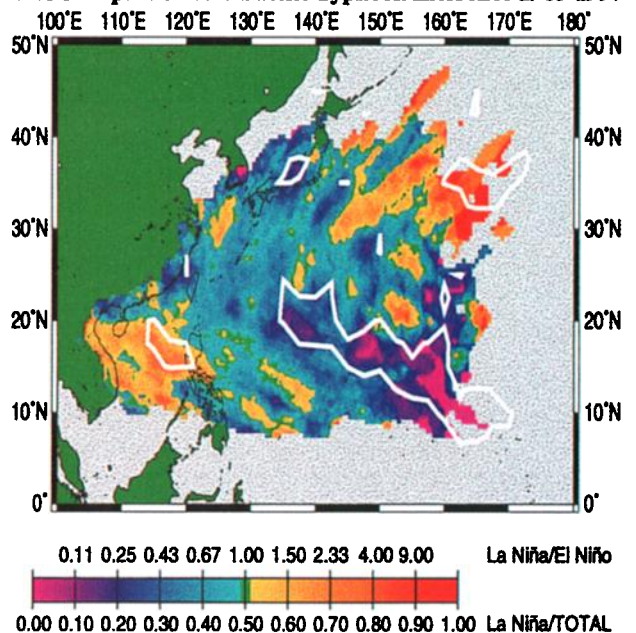 100˚E 110˚E 120˚E 130˚E 140˚E 150˚E 160˚E 170˚E 180˚
50˚N 50˚N
40˚N 40˚N
30˚N 30˚N
20˚N 20˚N
10˚N 10˚N
0˚ 0˚
0.11 0.25 0.43 0.67 1.00 1.50 2.33 4.00 9.00 La Niña/El Niño
0.00 0.10 0.20 0.30 0.40 0.50 0.60 0.70 0.80 0.90 1.00 La Niña/TOTAL